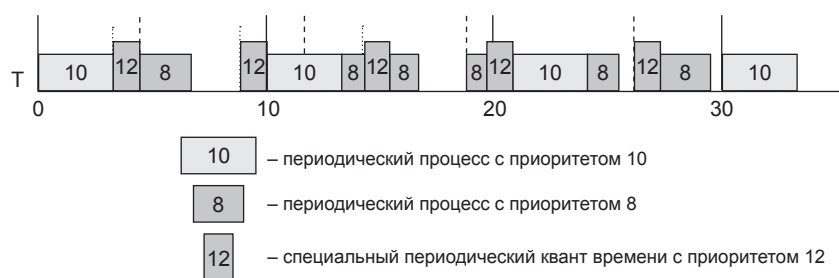 10 12 8 12 10 8 12 8 8 12 10 8 12 8 10
T
0 10 20 30
10 – периодический процесс с приоритетом 10
8 – периодический процесс с приоритетом 8
12 – специальный периодический квант времени с приоритетом 12